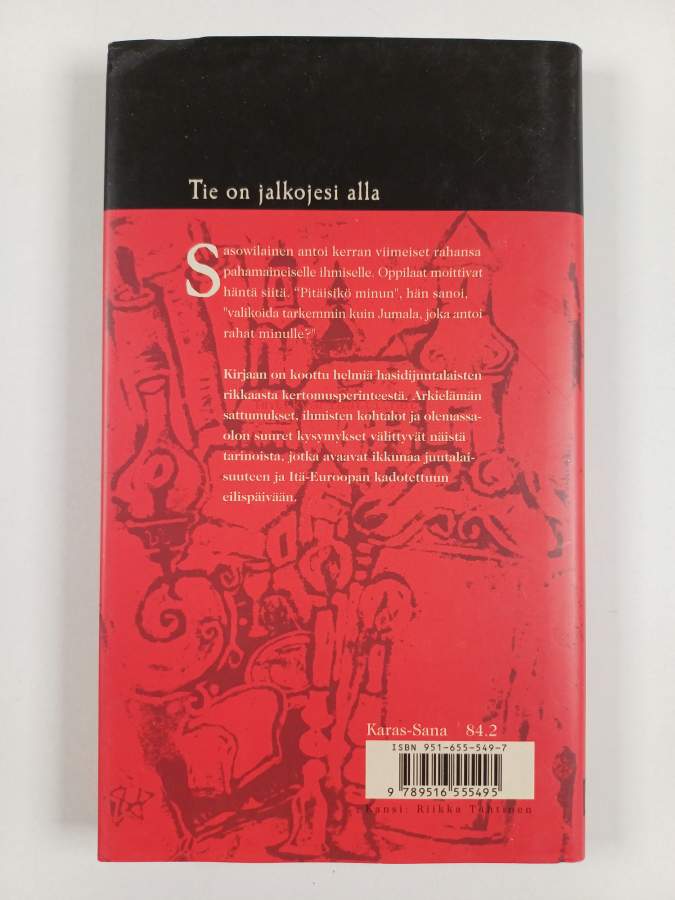 Tie on jalkojesi alla
Sasowilainen antoi kerran viimeiset rahansa
pahamaineiselle ihmiselle. Oppilaat moittivat
häntä siitä. "Pitäisikö minun", hän sanoi,
"valikoida tarkemmin kuin Jumala, joka antoi
rahat minulle?"
Kirjaan on koottu helmiä hasidijuutalaisten
rikkaasta kertomusperinteestä. Arkielämän
sattumukset, ihmisten kohtalot ja olemassa-
olon suuret kysymykset välittyvät näistä
tarinoista, jotka avaavat ikkunaa juutalai-
suuteen ja Itä-Euroopan kadotettuun
eilispäivään.
Karas-Sana 84.2
ISBN 951-655-549-7
9 789516 555495
Kansi: Riikka Tohtinen